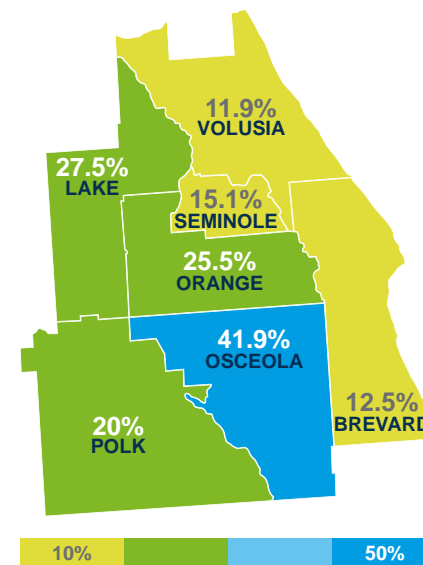 11.9%
VOLUSIA
27.5%
LAKE
15.1%
SEMINOLE
25.5%
ORANGE
41.9%
OSCEOLA
12.5%
BREVARD
20%
POLK
10%
50%